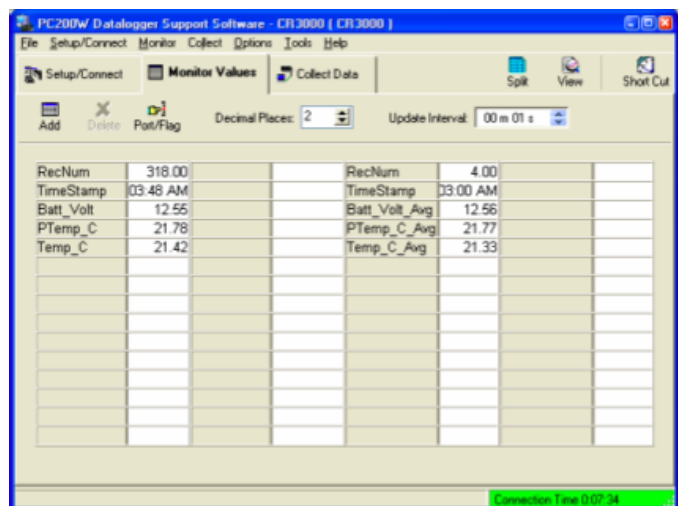 PC200W Datalogger Support Software - CR3000 ( CR3000 )
File Setup/Connect Monitor Collect Options Tools Help
Setup/Connect Monitor Values Collect Data Split View Short Cut
Add Delete Port/Flag Decimal Places: 2 Update Interval: 00 m 01 s
RecNum 318.00 RecNum 4.00
TimeStamp 03:48 AM TimeStamp 03:00 AM
Batt_Volt 12.55 Batt_Volt_Avg 12.56
PTemp_C 21.78 PTemp_C_Avg 21.77
Temp_C 21.42 Temp_C_Avg 21.33
Connection Time 0:07:34